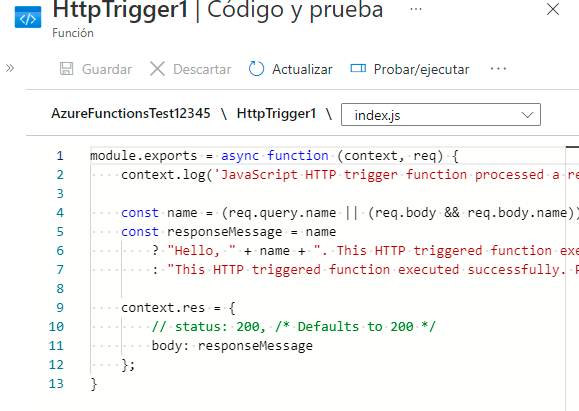 HttpTrigger1 | Código y prueba ...
Función
Guardar Descartar Actualizar Probar/ejecutar ...
AzureFunctionsTest12345 \ HttpTrigger1 \ index.js
1 module.exports = async function (context, req) {
2     context.log('JavaScript HTTP trigger function processed a re
3
4     const name = (req.query.name || (req.body && req.body.name))
5     const responseMessage = name
6         ? "Hello, " + name + ". This HTTP triggered function exe
7         : "This HTTP triggered function executed successfully. P
8
9     context.res = {
10         // status: 200, /* Defaults to 200 */
11         body: responseMessage
12     };
13 }